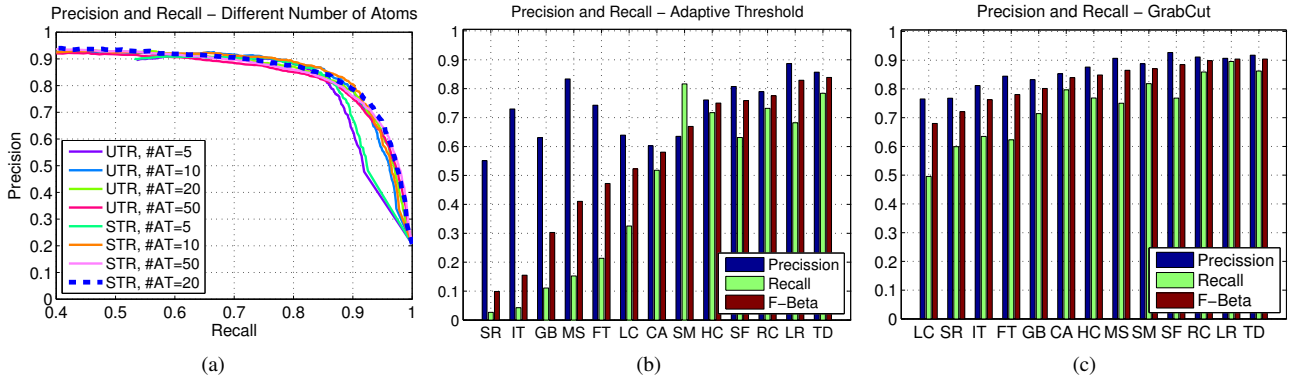 Precision and Recall – Different Number of Atoms
1
0.9
0.8
0.7
0.6
0.5
0.4
0.3
0.2
0.1
0
Precision
UTR, #AT=5
UTR, #AT=10
UTR, #AT=20
UTR, #AT=50
STR, #AT=5
STR, #AT=10
STR, #AT=50
STR, #AT=20
0.4 0.5 0.6 0.7 0.8 0.9 1
Recall
(a)
Precision and Recall – Adaptive Threshold
1
0.9
0.8
0.7
0.6
0.5
0.4
0.3
0.2
0.1
0
Precission
Recall
F–Beta
SR IT GB MS FT LC CA SM HC SF RC LR TD
(b)
Precision and Recall – GrabCut
1
0.9
0.8
0.7
0.6
0.5
0.4
0.3
0.2
0.1
0
Precission
Recall
F–Beta
LC SR IT FT GB CA HC MS SM SF RC LR TD
(c)